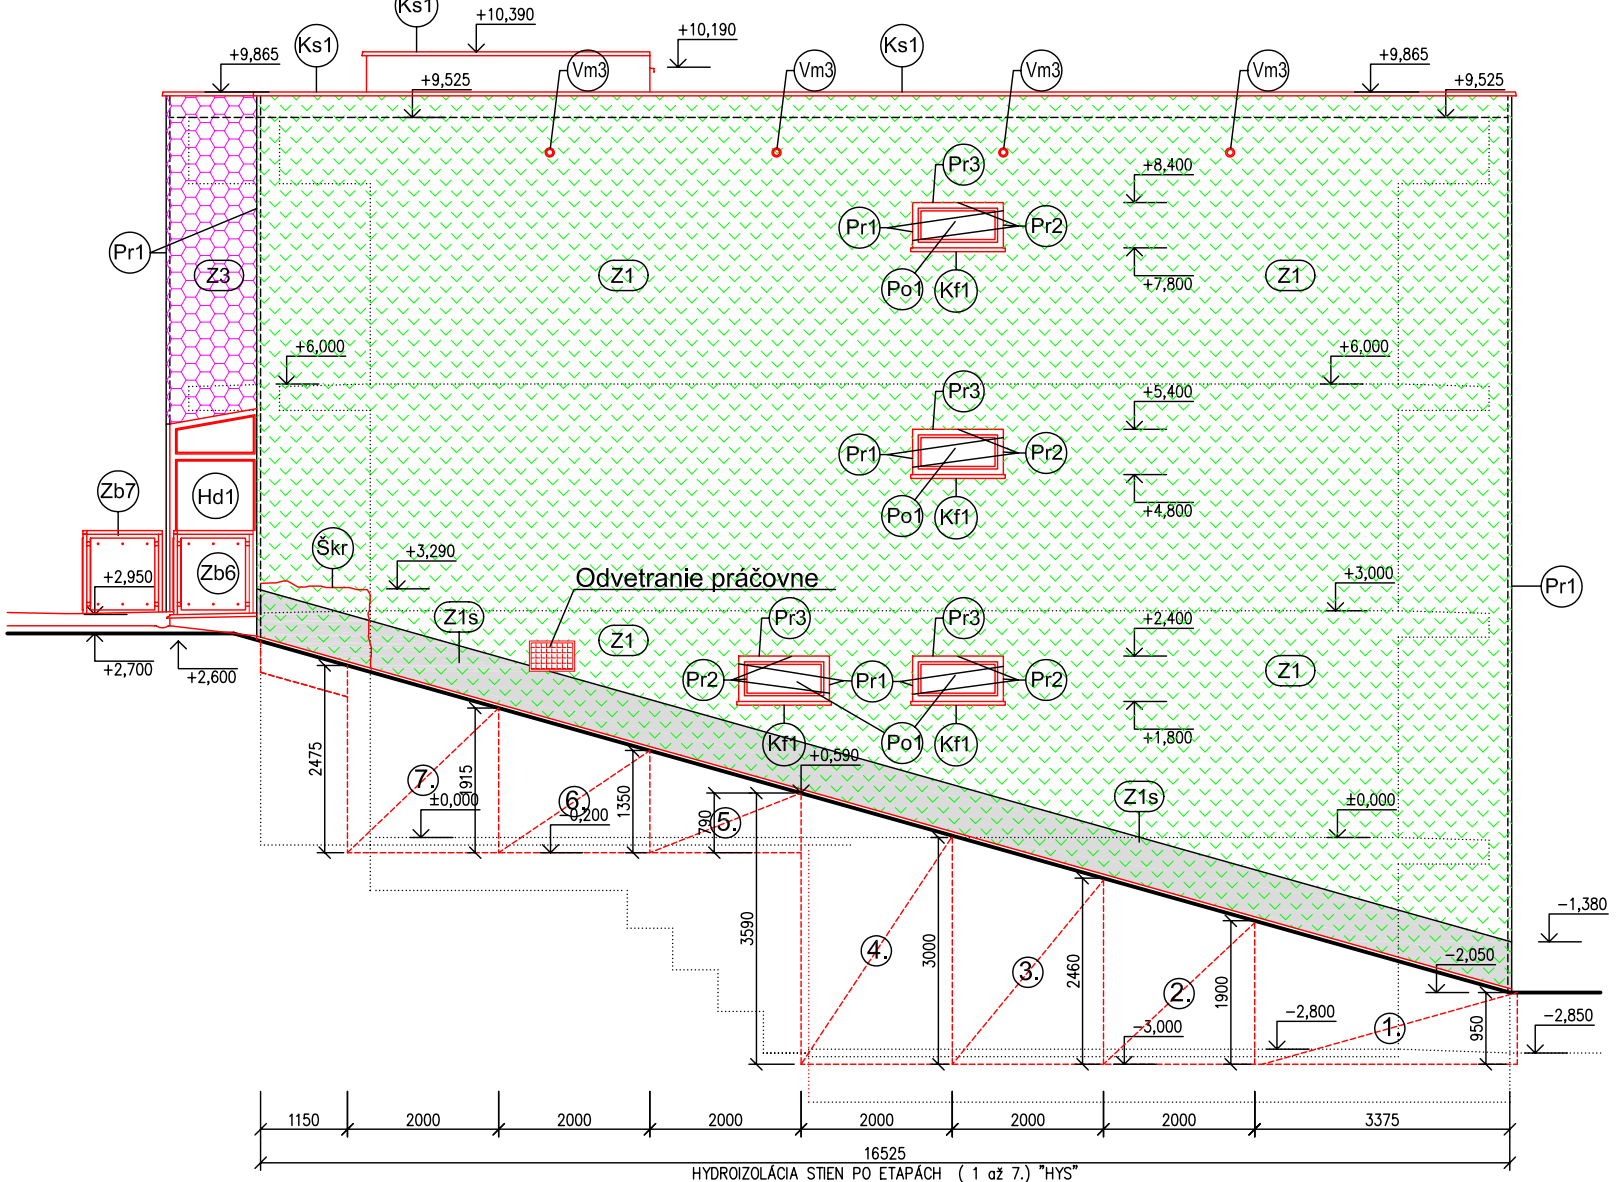 Ks1
+10,390
Ks1
+10,190
Ks1
+9,865
+9,525
Vm3
Vm3
Vm3
Vm3
+9,865
+9,525
Pr3
+8,400
Pr1
Pr2
Pr1
Z3
Z1
Po1
Kf1
+7,800
Z1
+6,000
+6,000
Pr3
+5,400
Pr1
Pr2
Zb7
Hd1
Po1
Kf1
+4,800
Škr
+3,290
Zb6
+2,950
Odvetranie práčovne
+3,000
Pr1
Z1s
Z1
Pr3
Pr3
+2,400
+2,700
+2,600
Pr2
Pr1
Pr2
Z1
Kf1
Po1
Kf1
+1,800
2475
7.
1915
±0,000
6.
-0,200
1350
790
5.
+0,590
Z1s
±0,000
3590
4.
3000
3.
2460
2.
1900
-1,380
-2,050
1.
950
-3,000
-2,800
-2,850
1150
2000
2000
2000
2000
2000
2000
3375
16525
HYDROIZOLÁCIA STIEN PO ETAPÁCH ( 1 až 7.) "HYS"